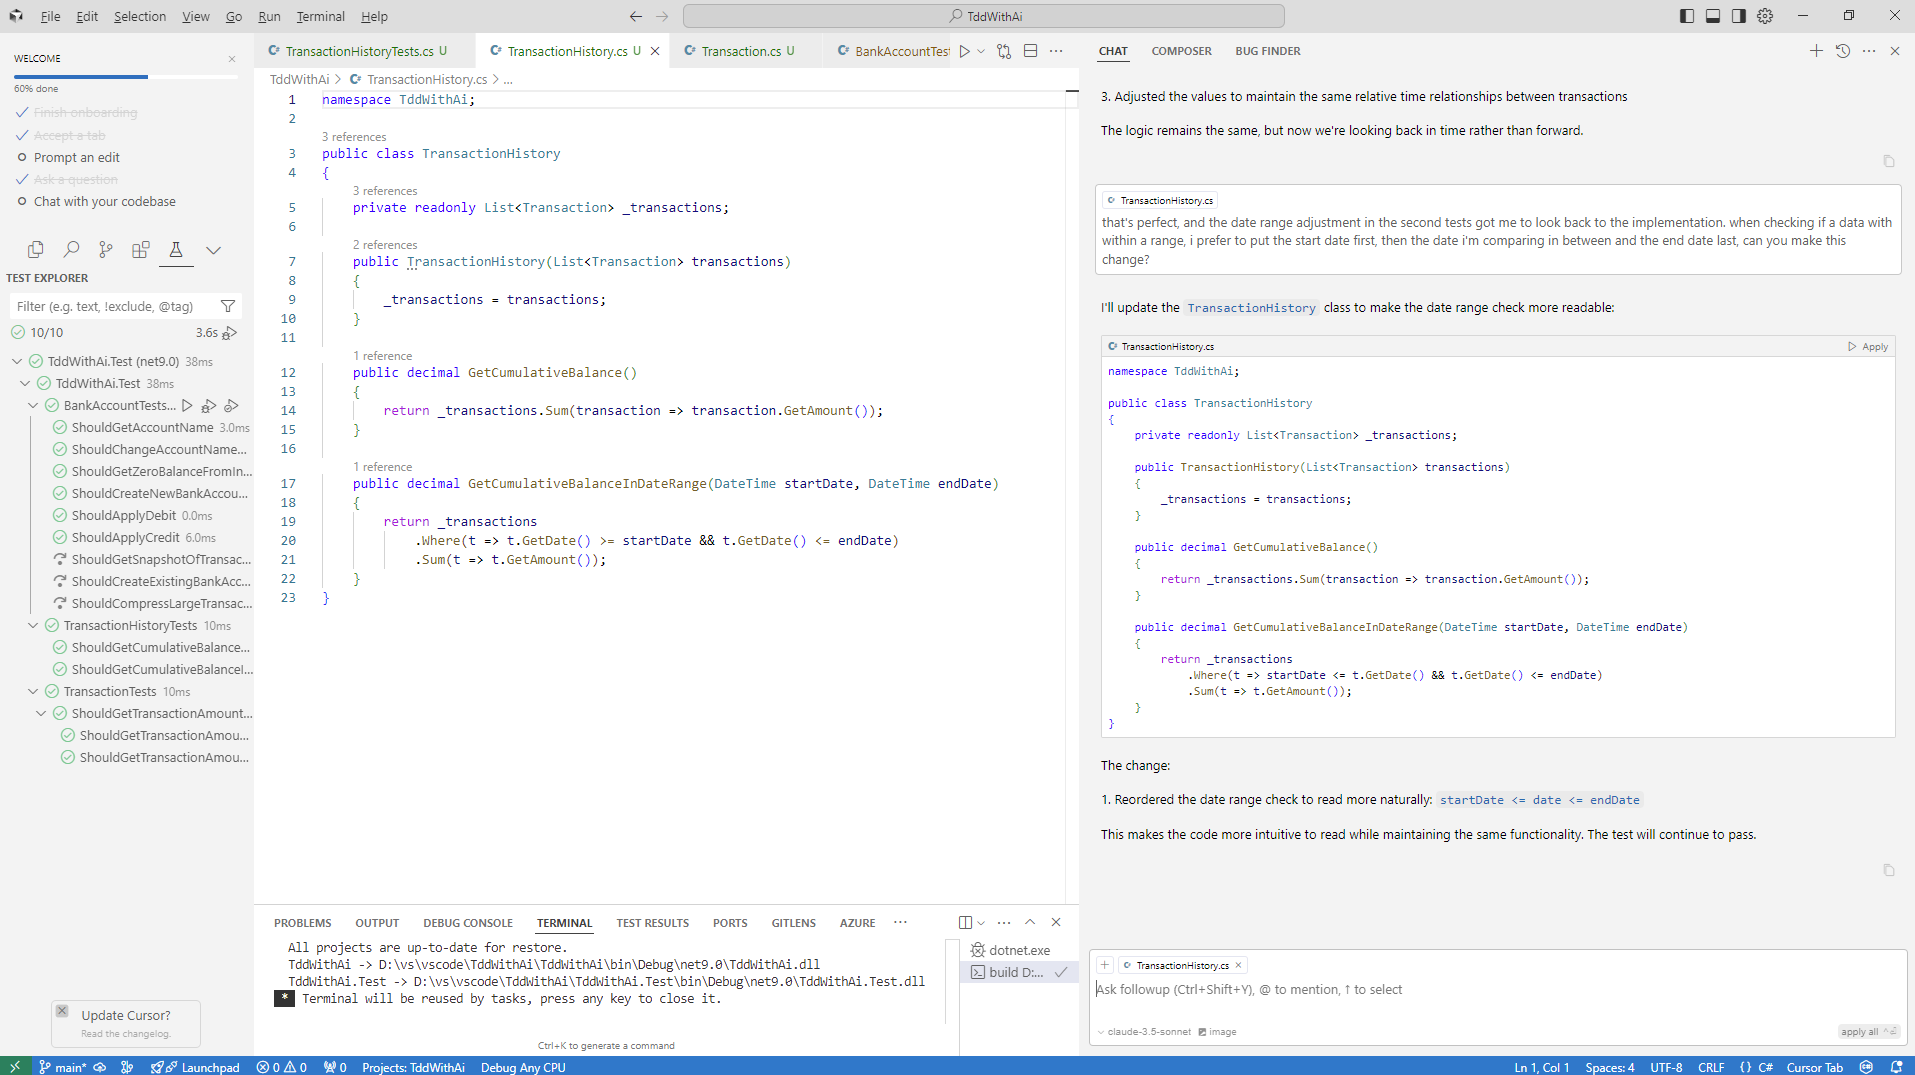 File Edit Selection View Go Run Terminal Help
TddWithAi
WELCOME
60% done
Finish onboarding
Accept a tab
Prompt an edit
Ask a question
Chat with your codebase
TEST EXPLORER
Filter (e.g. text, !exclude, @tag)
10/10 3.6s
TddWithAi.Test (net9.0) 38ms
TddWithAi.Test 38ms
BankAccountTests...
ShouldGetAccountName 3.0ms
ShouldChangeAccountName...
ShouldGetZeroBalanceFromIn...
ShouldCreateNewBankAccou...
ShouldApplyDebit 0.0ms
ShouldApplyCredit 6.0ms
ShouldGetSnapshotOfTransac...
ShouldCreateExistingBankAcc...
ShouldCompressLargeTransac...
TransactionHistoryTests 10ms
ShouldGetCumulativeBalance...
ShouldGetCumulativeBalanceI...
TransactionTests 10ms
ShouldGetTransactionAmount...
ShouldGetTransactionAmou...
ShouldGetTransactionAmou...
Update Cursor?
Read the changelog.
TransactionHistoryTests.cs U TransactionHistory.cs U Transaction.cs U BankAccountTest
TddWithAi > TransactionHistory.cs > ...
1 namespace TddWithAi;
2
3 references
3 public class TransactionHistory
4 {
3 references
5 private readonly List<Transaction> _transactions;
6
2 references
7 public TransactionHistory(List<Transaction> transactions)
8 {
9 _transactions = transactions;
10 }
11
1 reference
12 public decimal GetCumulativeBalance()
13 {
14 return _transactions.Sum(transaction => transaction.GetAmount());
15 }
16
1 reference
17 public decimal GetCumulativeBalanceInDateRange(DateTime startDate, DateTime endDate)
18 {
19 return _transactions
20 .Where(t => t.GetDate() >= startDate && t.GetDate() <= endDate)
21 .Sum(t => t.GetAmount());
22 }
23 }
PROBLEMS OUTPUT DEBUG CONSOLE TERMINAL TEST RESULTS PORTS GITLENS AZURE
All projects are up-to-date for restore.
TddWithAi -> D:\vs\vscode\TddWithAi\TddWithAi\bin\Debug\net9.0\TddWithAi.dll
TddWithAi.Test -> D:\vs\vscode\TddWithAi\TddWithAi.Test\bin\Debug\net9.0\TddWithAi.Test.dll
* Terminal will be reused by tasks, press any key to close it.
Ctrl+K to generate a command
dotnet.exe
build D:...
CHAT COMPOSER BUG FINDER
3. Adjusted the values to maintain the same relative time relationships between transactions
The logic remains the same, but now we're looking back in time rather than forward.
TransactionHistory.cs
that's perfect, and the date range adjustment in the second tests got me to look back to the implementation. when checking if a data with
within a range, i prefer to put the start date first, then the date i'm comparing in between and the end date last, can you make this
change?
I'll update the TransactionHistory class to make the date range check more readable:
TransactionHistory.cs Apply
namespace TddWithAi;
public class TransactionHistory
{
private readonly List<Transaction> _transactions;
public TransactionHistory(List<Transaction> transactions)
{
_transactions = transactions;
}
public decimal GetCumulativeBalance()
{
return _transactions.Sum(transaction => transaction.GetAmount());
}
public decimal GetCumulativeBalanceInDateRange(DateTime startDate, DateTime endDate)
{
return _transactions
.Where(t => startDate <= t.GetDate() && t.GetDate() <= endDate)
.Sum(t => t.GetAmount());
}
}
The change:
1. Reordered the date range check to read more naturally: startDate <= date <= endDate
This makes the code more intuitive to read while maintaining the same functionality. The test will continue to pass.
+ TransactionHistory.cs
Ask followup (Ctrl+Shift+Y), @ to mention, ↑ to select
claude-3.5-sonnet image apply all
main* Launchpad 0 0 0 Projects: TddWithAi Debug Any CPU Ln 1, Col 1 Spaces: 4 UTF-8 CRLF {} C# Cursor Tab